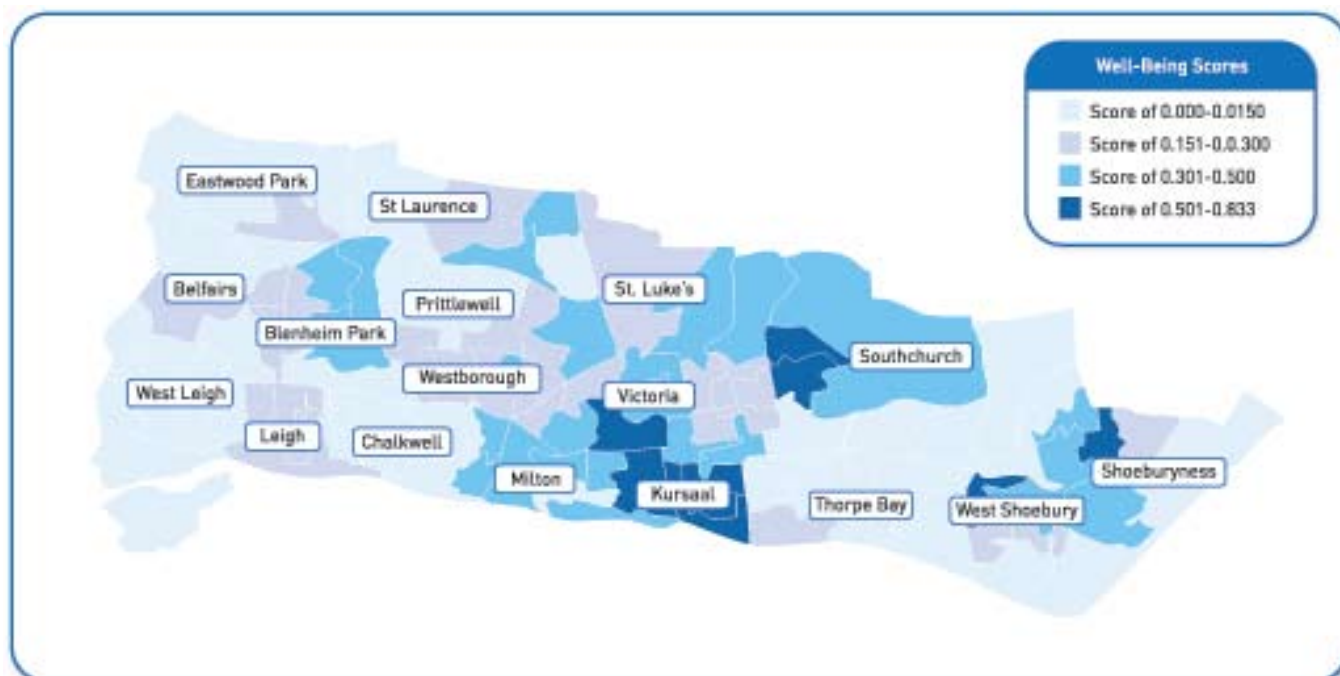 Well-Being Scores
Score of 0.000-0.0150
Score of 0.151-0.0.300
Score of 0.301-0.500
Score of 0.501-0.833
Eastwood Park
St Laurence
Belfairs
Prittlewell
St. Luke's
Blenheim Park
Southchurch
Westborough
Victoria
West Leigh
Leigh
Chalkwell
Milton
Kursaal
Thorpe Bay
West Shoebury
Shoeburyness